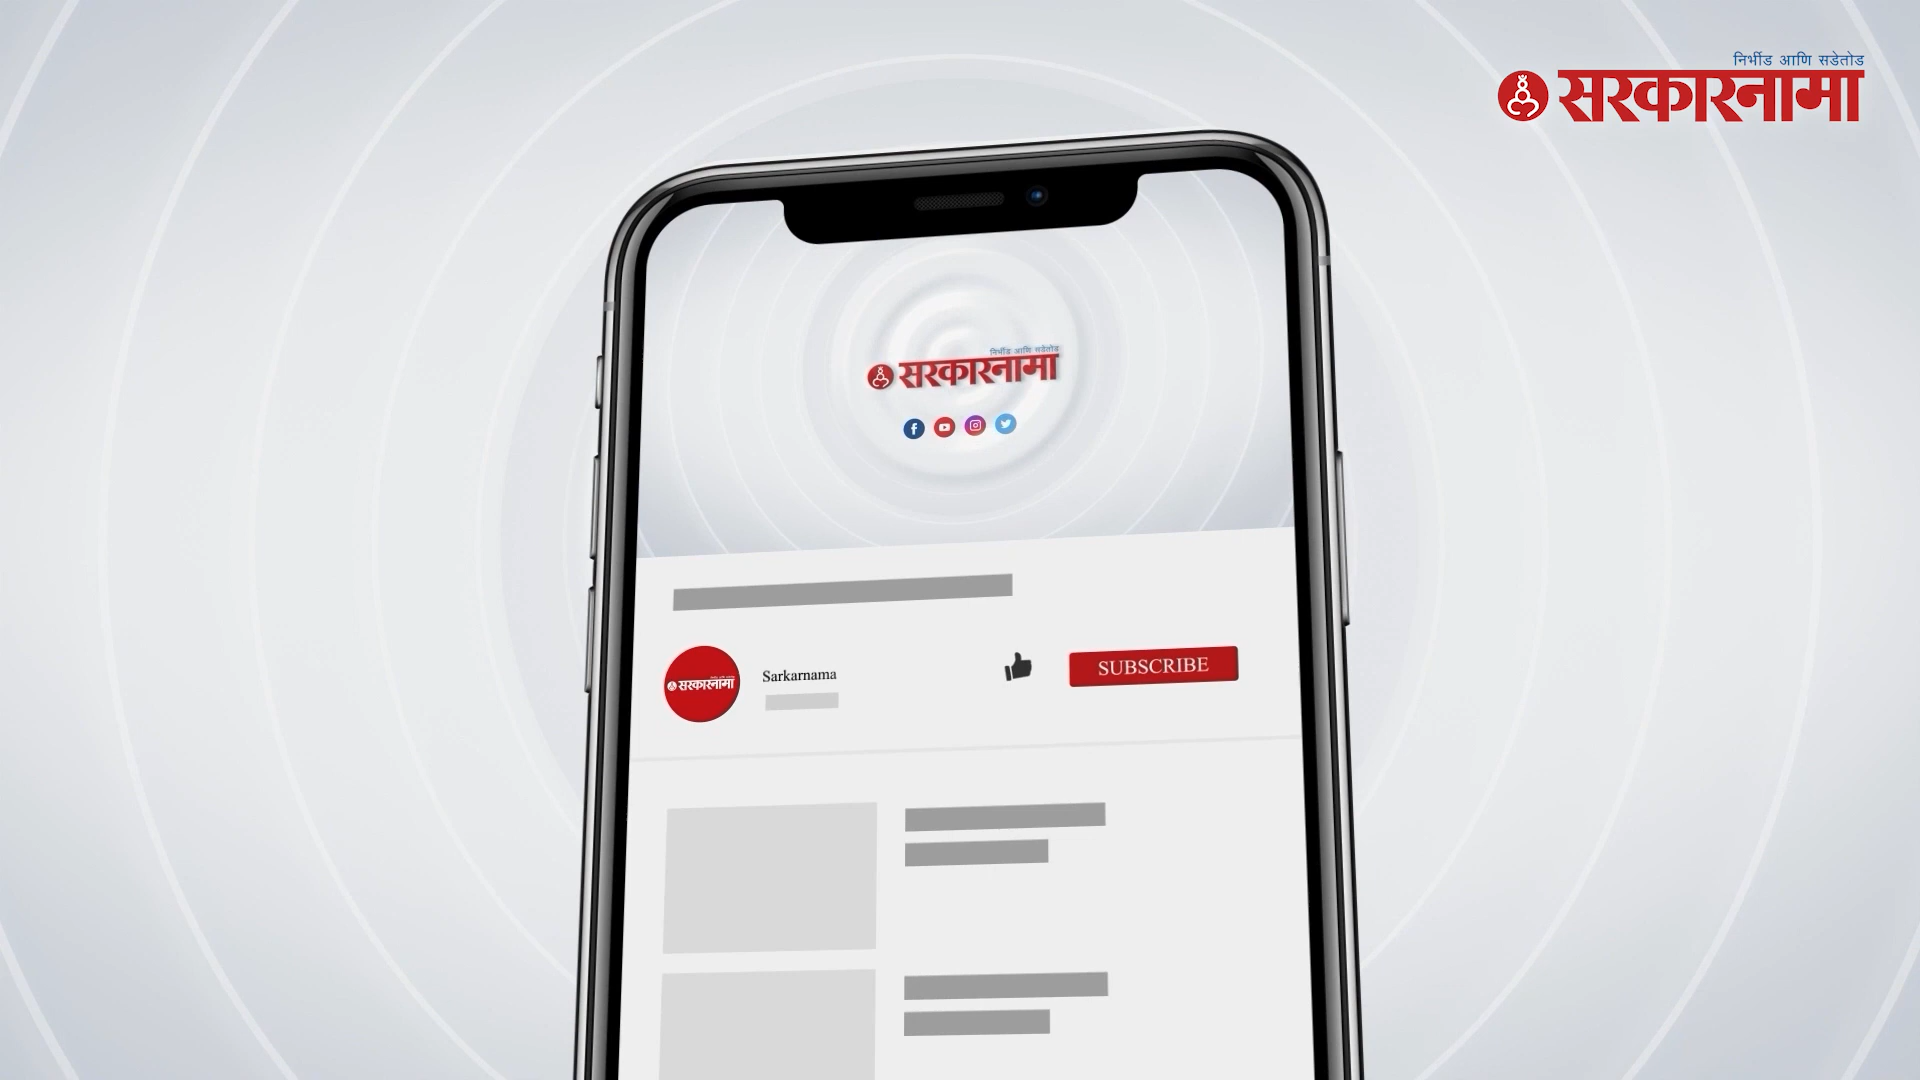 निर्भीड आणि सडेतोड
सरकारनामा
निर्भीड आणि सडेतोड
सरकारनामा
सरकारनामा
Sarkarnama
SUBSCRIBE